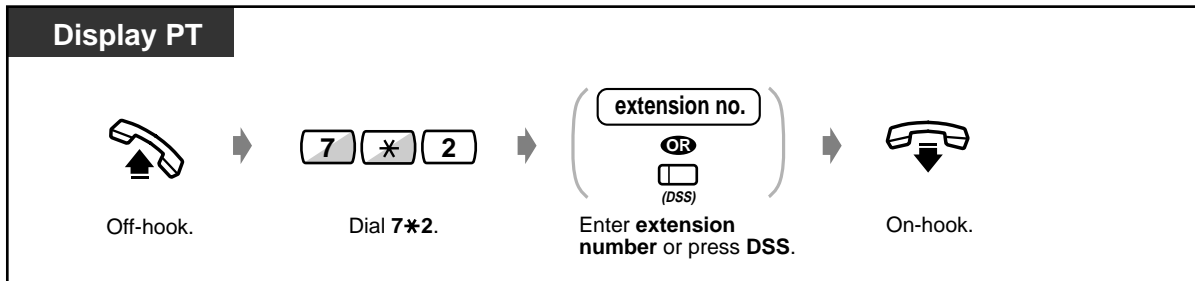 Display PT
7 ✳ 2
extension no.
OR
(DSS)
Off-hook.
Dial 7✳2.
Enter extension
number or press DSS.
On-hook.